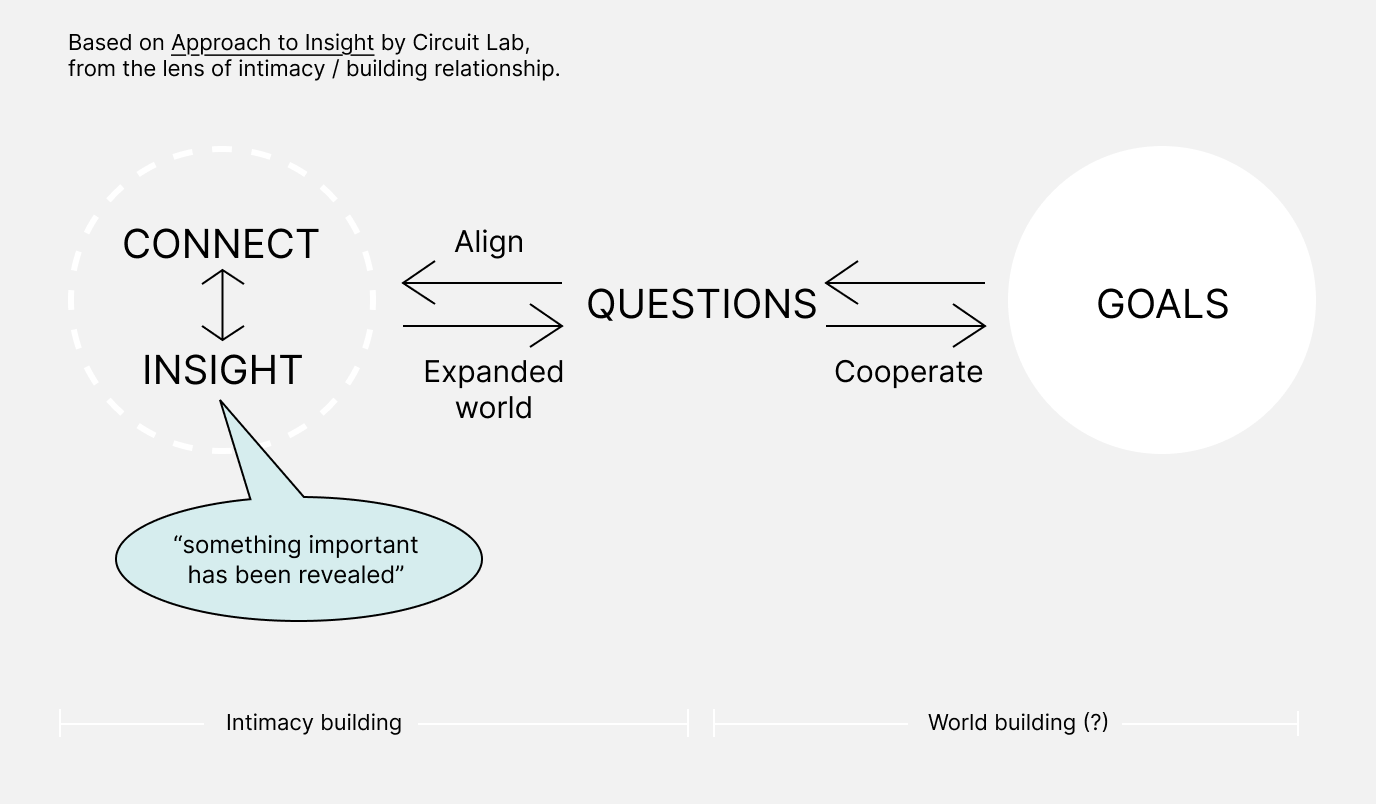 Based on Approach to Insight by Circuit Lab,
from the lens of intimacy / building relationship.
CONNECT
INSIGHT
“something important
has been revealed”
Align
Expanded
world
QUESTIONS
Cooperate
GOALS
Intimacy building
World building (?)